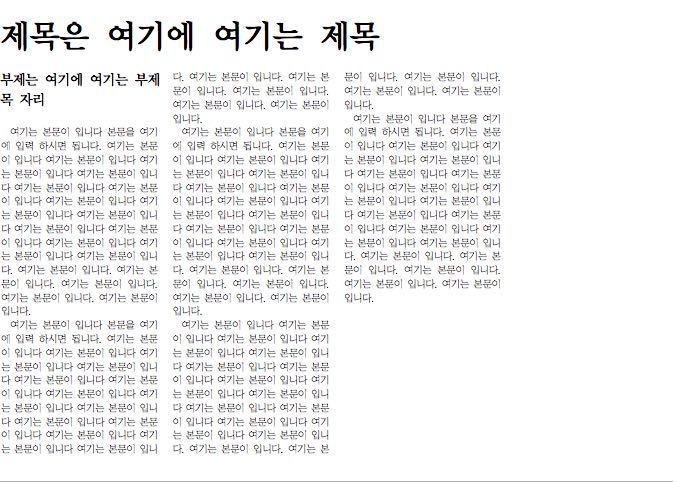 제목은 여기에 여기는 제목
부제는 여기에 여기는 부제
목 자리
여기는 본문이 입니다 본문을 여기
에 입력 하시면 됩니다. 여기는 본문
이 입니다 여기는 본문이 입니다 여기
는 본문이 입니다 여기는 본문이 입니
다 여기는 본문이 입니다 여기는 본문
이 입니다 여기는 본문이 입니다 여기
는 본문이 입니다 여기는 본문이 입니
다 여기는 본문이 입니다 여기는 본문
이 입니다 여기는 본문이 입니다 여기
는 본문이 입니다 여기는 본문이 입니
다. 여기는 본문이 입니다. 여기는 본
문이 입니다. 여기는 본문이 입니다.
여기는 본문이 입니다. 여기는 본문이
입니다.
여기는 본문이 입니다 본문을 여기
에 입력 하시면 됩니다. 여기는 본문
이 입니다 여기는 본문이 입니다 여기
는 본문이 입니다 여기는 본문이 입니
다 여기는 본문이 입니다 여기는 본문
이 입니다 여기는 본문이 입니다 여기
는 본문이 입니다 여기는 본문이 입니
다 여기는 본문이 입니다 여기는 본문
이 입니다 여기는 본문이 입니다 여기
는 본문이 입니다 여기는 본문이 입니
다. 여기는 본문이 입니다. 여기는 본
문이 입니다. 여기는 본문이 입니다.
여기는 본문이 입니다. 여기는 본문이
입니다.
여기는 본문이 입니다 본문을 여기
에 입력 하시면 됩니다. 여기는 본문
이 입니다 여기는 본문이 입니다 여기
는 본문이 입니다 여기는 본문이 입니
다 여기는 본문이 입니다 여기는 본문
이 입니다 여기는 본문이 입니다 여기
는 본문이 입니다 여기는 본문이 입니
다 여기는 본문이 입니다 여기는 본문
이 입니다 여기는 본문이 입니다 여기
는 본문이 입니다 여기는 본문이 입니
다. 여기는 본문이 입니다. 여기는 본
문이 입니다. 여기는 본문이 입니다.
여기는 본문이 입니다. 여기는 본문이
입니다.
여기는 본문이 입니다 여기는 본문
이 입니다 여기는 본문이 입니다 여기
는 본문이 입니다 여기는 본문이 입니
다 여기는 본문이 입니다 여기는 본문
이 입니다 여기는 본문이 입니다 여기
는 본문이 입니다 여기는 본문이 입니
다 여기는 본문이 입니다 여기는 본문
이 입니다 여기는 본문이 입니다 여기
는 본문이 입니다 여기는 본문이 입니
다. 여기는 본문이 입니다. 여기는 본
문이 입니다. 여기는 본문이 입니다.
여기는 본문이 입니다. 여기는 본문이
입니다.
여기는 본문이 입니다 본문을 여기
에 입력 하시면 됩니다. 여기는 본문
이 입니다 여기는 본문이 입니다 여기
는 본문이 입니다 여기는 본문이 입니
다 여기는 본문이 입니다 여기는 본문
이 입니다 여기는 본문이 입니다 여기
는 본문이 입니다 여기는 본문이 입니
다 여기는 본문이 입니다 여기는 본문
이 입니다 여기는 본문이 입니다 여기
는 본문이 입니다 여기는 본문이 입니
다. 여기는 본문이 입니다. 여기는 본
문이 입니다. 여기는 본문이 입니다.
여기는 본문이 입니다. 여기는 본문이
입니다.